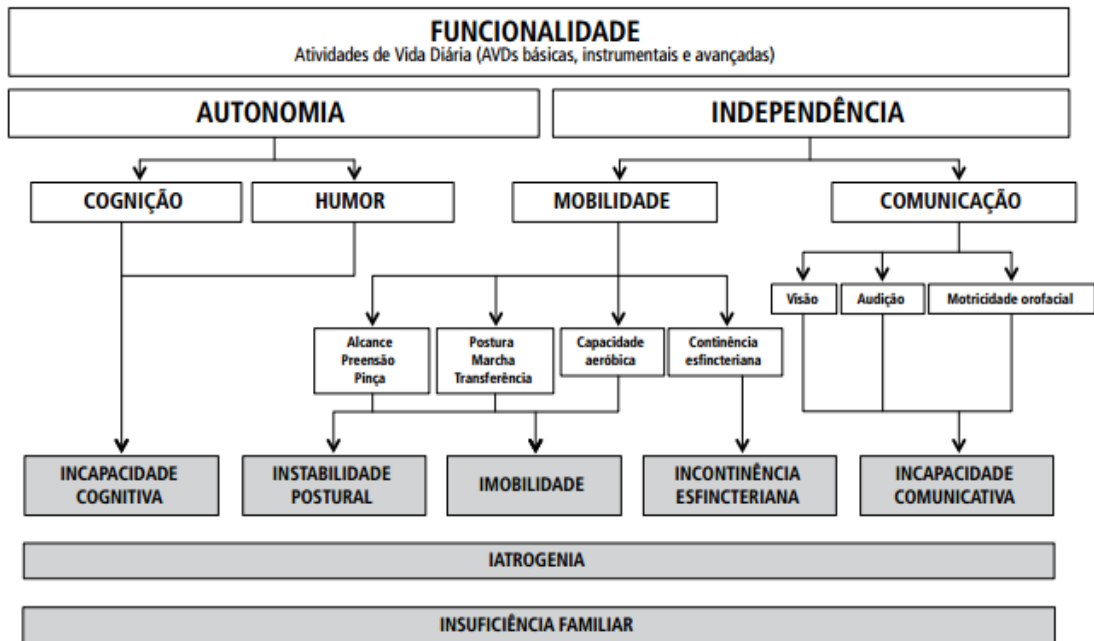 FUNCIONALIDADE
Atividades de Vida Diária (AVDs básicas, instrumentais e avançadas)
AUTONOMIA
INDEPENDÊNCIA
COGNIÇÃO
HUMOR
MOBILIDADE
COMUNICAÇÃO
Visão
Audição
Motricidade orofacial
Alcance
Preensão
Pinça
Postura
Marcha
Transferência
Capacidade
aeróbica
Continência
esfincteriana
INCAPACIDADE
COGNITIVA
INSTABILIDADE
POSTURAL
IMOBILIDADE
INCONTINÊNCIA
ESFINCTERIANA
INCAPACIDADE
COMUNICATIVA
IATROGENIA
INSUFICIÊNCIA FAMILIAR